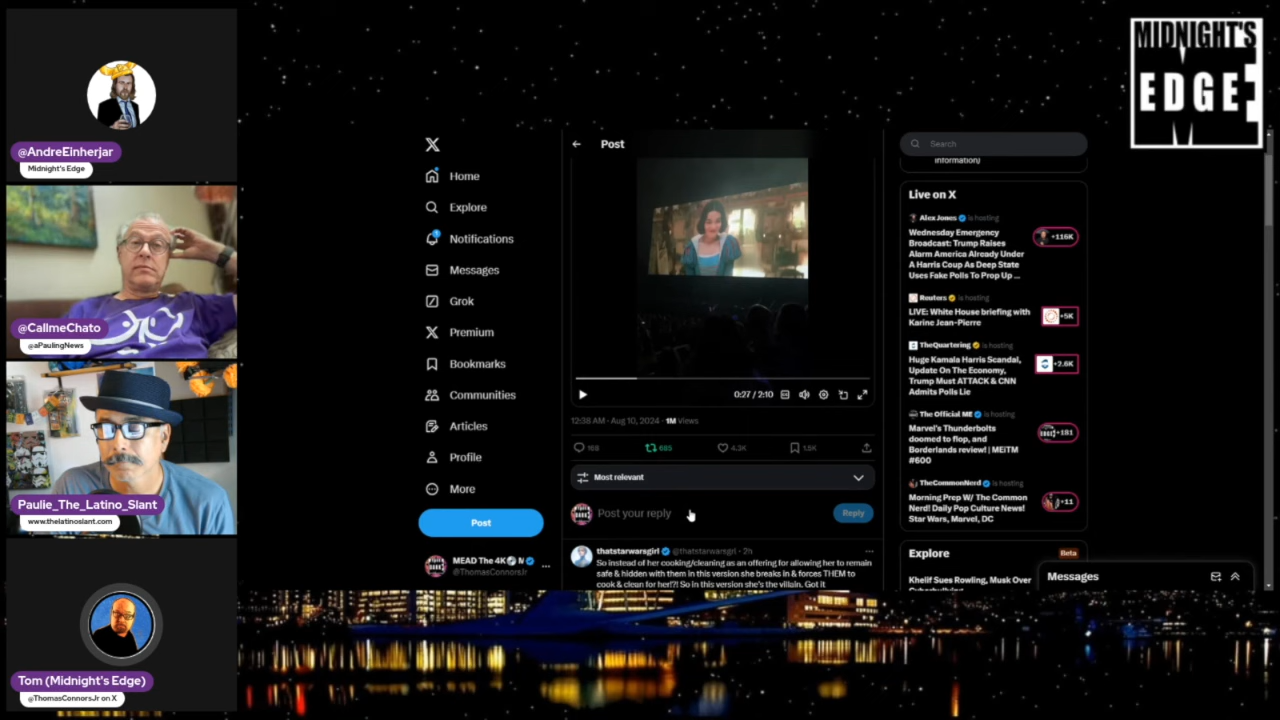 @AndreEinherjar
Midnight's Edge
@CallmeChato
@aPaulingNews
Paulie_The_Latino_Slant
www.thelatinoslant.com
Tom (Midnight's Edge)
@ThomasConnorsJr on X
MIDNIGHT'S
EDGE
Home
Explore
Notifications
1
Messages
Grok
Premium
Bookmarks
Communities
Articles
Profile
More
Post
MEAD The 4K
@ThomasConnorsJr
Post
0:27 / 2:10
12:38 AM · Aug 10, 2024 · 1M Views
168
685
4.3K
1.5K
Most relevant
Post your reply
Reply
thatstarwarsgirl @thatstarwarsgirl · 2h
So instead of her cooking/cleaning as an offering for allowing her to remain
safe & hidden with them in this version she breaks in & forces THEM to
cook & clean for her?! So in this version she's the villain. Got it
Search
information)
Live on X
Alex Jones is hosting
Wednesday Emergency
Broadcast: Trump Raises
Alarm America Already Under
A Harris Coup As Deep State
Uses Fake Polls To Prop Up ...
+116K
Reuters is hosting
LIVE: White House briefing with
Karine Jean-Pierre
+5K
TheQuartering is hosting
Huge Kamala Harris Scandal,
Update On The Economy,
Trump Must ATTACK & CNN
Admits Polls Lie
+2.6K
The Official ME is hosting
Marvel's Thunderbolts
doomed to flop, and
Borderlands review! | MEiTM
#600
+181
TheCommonNerd is hosting
Morning Prep W/ The Common
Nerd! Daily Pop Culture News!
Star Wars, Marvel, DC
+11
Explore
Beta
Khelif Sues Rowling, Musk Over
Cyberbullying
Messages